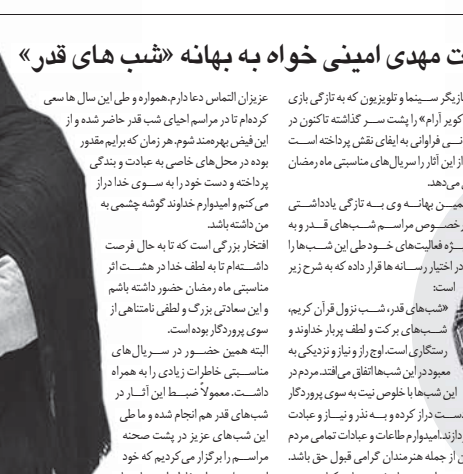 ت مهدی امینی خواه به بهانه «شب های قدر»
ازیگر سینما و تلویزیون که به تازگی بازی
کویر آرام» را پشت سر گذشته تاکنون در
فراوانی به ایفای نقش پرداخته است
از این آثار را سریال‌های مناسبتی ماه رمضان
می‌دهد.
بهانه وی به تازگی یادداشتی
خصوص مراسم شب‌های قدر و به
ژه فعالیت‌های خود طی این شب‌ها را
در اختیار رسانه ها قرار داده که به شرح زیر
است:
«شب‌های قدر، شب نزول قرآن کریم،
شب‌های برکت و لطف پربار خداوند و
رستگاری است. اوج راز و نیاز و نزدیکی به
معبود در این شب‌ها اتفاق می‌افتد. مردم در
این شب‌ها با خلوص نیت به سوی پروردگار
دست دراز کرده و به نذر و نیاز و عبادت
دازند. امیدوارم طاعات و عبادات تمامی مردم
از جمله هنرمندان گرامی قبول حق باشد.
عزیزان التماس دعا دارم. همواره و طی این سال ها سعی
کرده‌ام تا در مراسم احیای شب قدر حاضر شده و از
این فیض بهره‌مند شوم. هر زمان که برایم مقدور
بوده در محل‌های خاصی به عبادت و بندگی
پرداخته و دست خود را به سوی خدا دراز
می‌کنم و امیدوارم خداوند گوشه چشمی به
من داشته باشد.
افتخار بزرگی است که تا به حال فرصت
داشته‌ام تا به لطف خدا در هشت اثر
مناسبتی ماه رمضان حضور داشته باشم
و این سعادتی بزرگ و لطفی نامتناهی از
سوی پروردگار بوده است.
البته همین حضور در سریال‌های
مناسبتی خاطرات زیادی را به همراه
داشت. معمولاً ضبط این آثار در
شب‌های قدر هم انجام شده و ما طی
این شب‌های عزیز در پشت صحنه
مراسم را برگزار می‌کردیم که خود